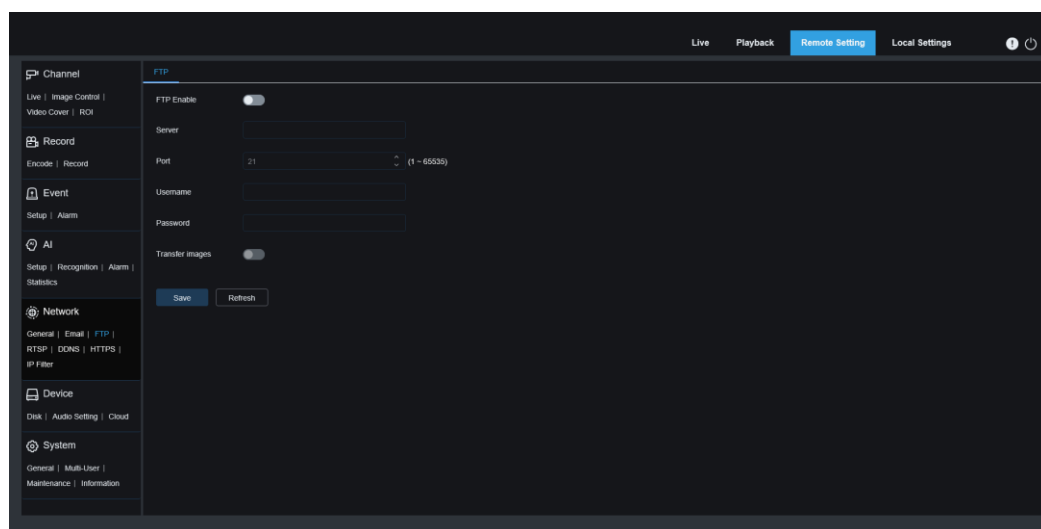 Live Playback Remote Setting Local Settings
Channel
Live | Image Control |
Video Cover | ROI
Record
Encode | Record
Event
Setup | Alarm
AI
Setup | Recognition | Alarm |
Statistics
Network
General | Email | FTP |
RTSP | DDNS | HTTPS |
IP Filter
Device
Disk | Audio Setting | Cloud
System
General | Multi-User |
Maintenance | Information
FTP
FTP Enable
Server
Port 21 (1 ~ 65535)
Username
Password
Transfer images
Save Refresh